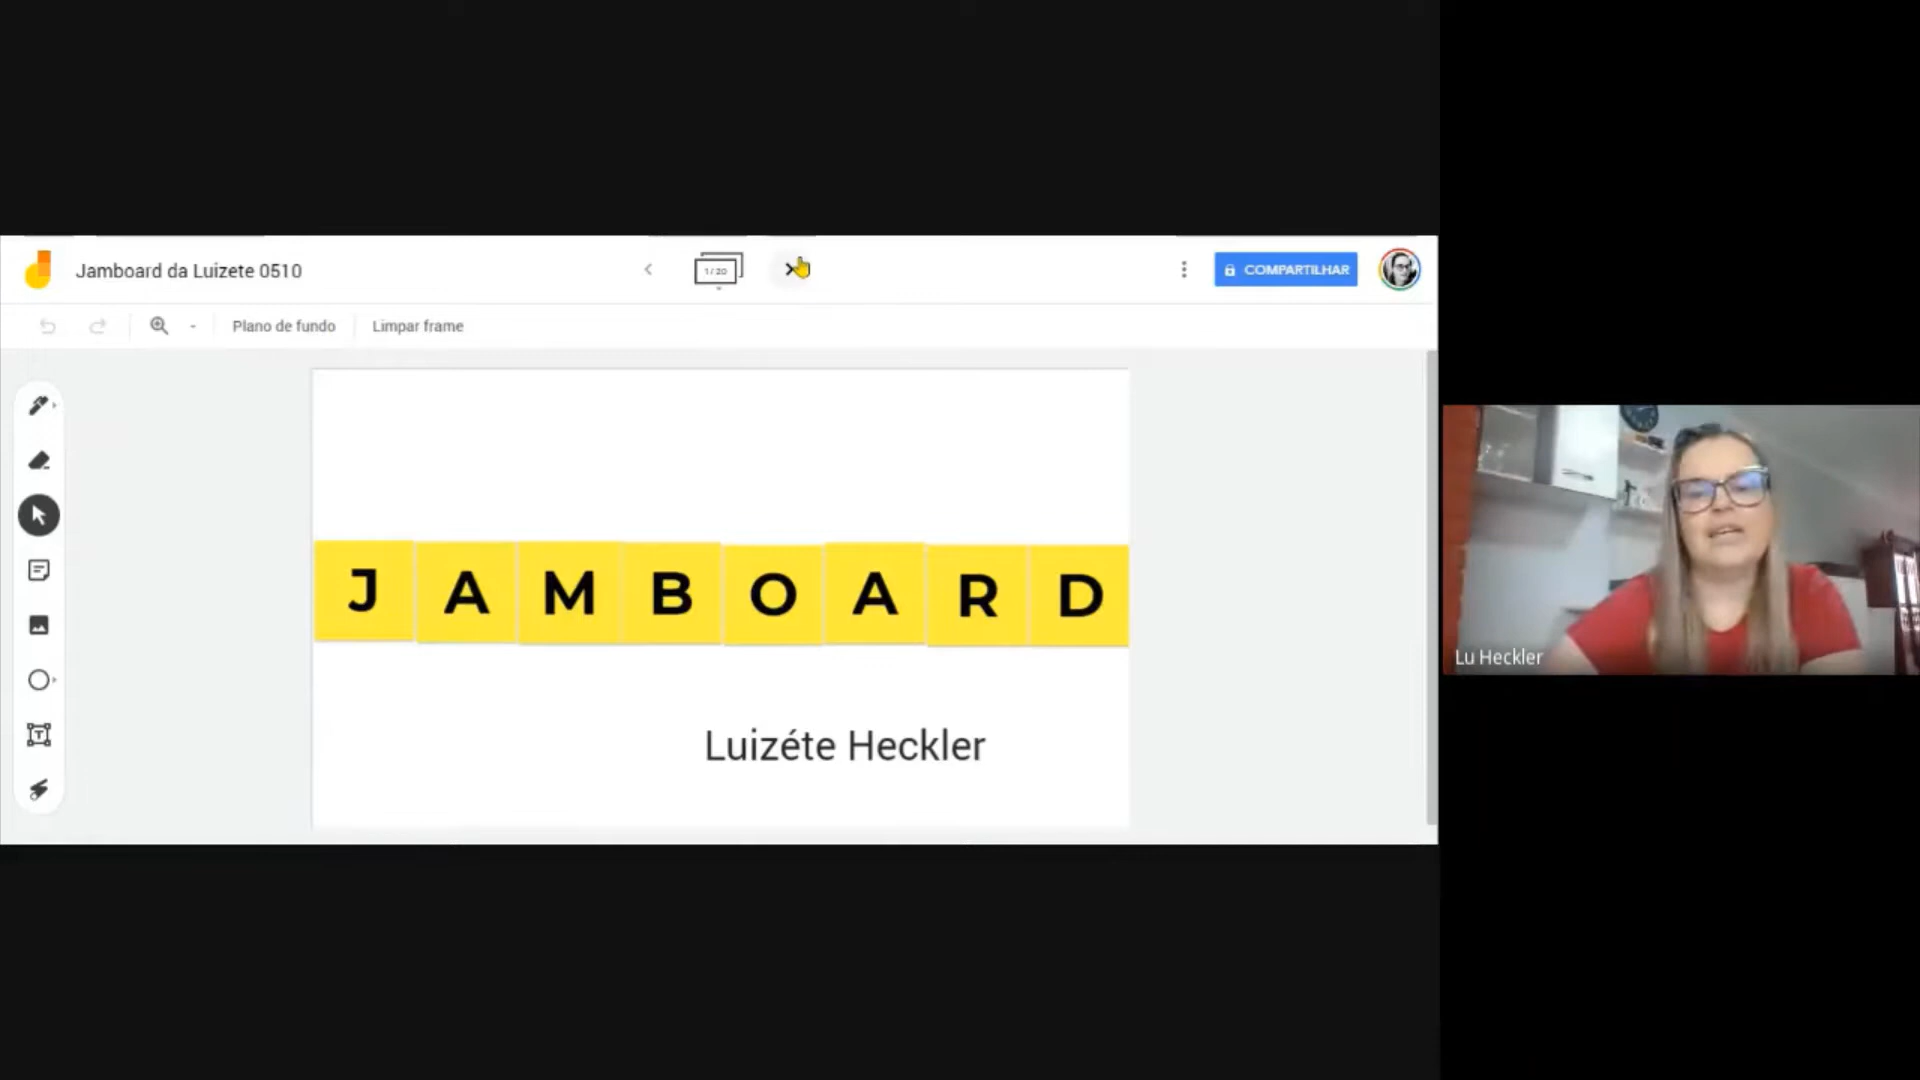 Jamboard da Luizete 0510
1/20
COMPARTILHAR
Plano de fundo
Limpar frame
J A M B O A R D
Luizéte Heckler
Lu Heckler